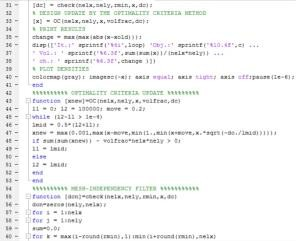 31 [dc] = check(nelx,nely,rmin,x,dc);
32 % DESIGN UPDATE BY THE OPTIMALITY CRITERIA METHOD
33 [x] = OC(nelx,nely,x,volfrac,dc);
34 % PRINT RESULTS
35 change = max(max(abs(x-xold)));
36 disp([' It.: ' sprintf('%4i',loop) ' Obj.: ' sprintf('%10.4f',c) ...
37 ' Vol.: ' sprintf('%6.3f',sum(sum(x))/(nelx*nely)) ...
38 ' ch.: ' sprintf('%6.3f',change )])
39 % PLOT DENSITIES
40 colormap(gray); imagesc(-x); axis equal; axis tight; axis off;pause(1e-6);
41 end
42 %%%%%%%%%% OPTIMALITY CRITERIA UPDATE %%%%%%%%%%
43 function [xnew]=OC(nelx,nely,x,volfrac,dc)
44 l1 = 0; l2 = 100000; move = 0.2;
45 while (l2-l1 > 1e-4)
46 lmid = 0.5*(l2+l1);
47 xnew = max(0.001,max(x-move,min(1.,min(x+move,x.*sqrt(-dc./lmid)))));
48 if sum(sum(xnew)) - volfrac*nelx*nely > 0;
49 l1 = lmid;
50 else
51 l2 = lmid;
52 end
53 end
54 %%%%%%%%%% MESH-INDEPENDENCY FILTER %%%%%%%%%%
55 function [dcn]=check(nelx,nely,rmin,x,dc)
56 dcn=zeros(nely,nelx);
57 for i = 1:nelx
58 for j = 1:nely
59 sum=0.0;
60 for k = max(i-round(rmin),1):min(i+round(rmin),nelx)